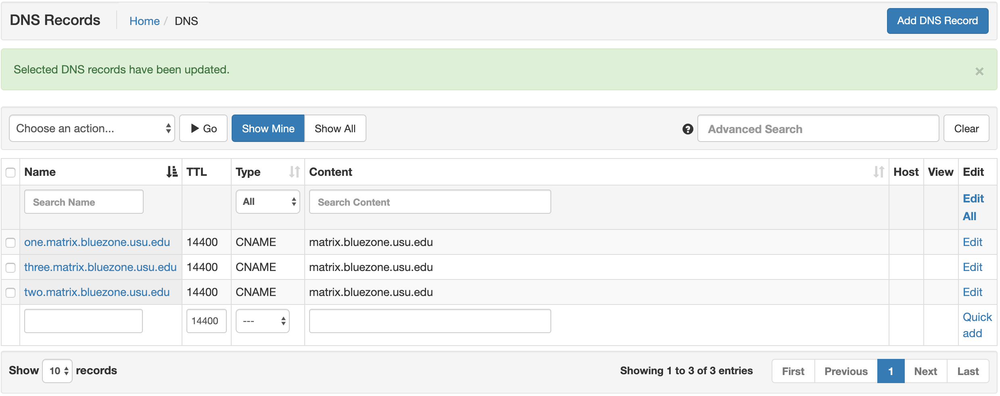 DNS Records Home / DNS Add DNS Record
Selected DNS records have been updated. ×
Choose an action... Go Show Mine Show All ? Advanced Search Clear
Name TTL Type Content Host View Edit
Search Name All Search Content Edit All
one.matrix.bluezone.usu.edu 14400 CNAME matrix.bluezone.usu.edu Edit
three.matrix.bluezone.usu.edu 14400 CNAME matrix.bluezone.usu.edu Edit
two.matrix.bluezone.usu.edu 14400 CNAME matrix.bluezone.usu.edu Edit
14400 --- Quick add
Show 10 records Showing 1 to 3 of 3 entries First Previous 1 Next Last